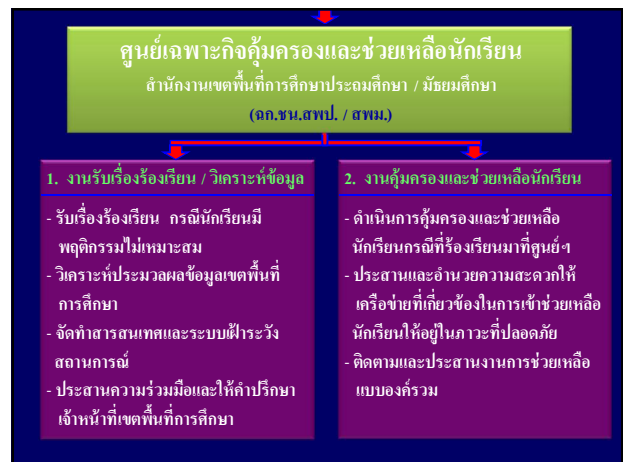 ศูนย์เฉพาะกิจคุ้มครองและช่วยเหลือนักเรียน
สำนักงานเขตพื้นที่การศึกษาประถมศึกษา / มัธยมศึกษา
(ฉก.ชน.สพป. / สพม.)
1. งานรับเรื่องร้องเรียน / วิเคราะห์ข้อมูล
- รับเรื่องร้องเรียน กรณีนักเรียนมี
พฤติกรรมไม่เหมาะสม
- วิเคราะห์ประมวลผลข้อมูลเขตพื้นที่
การศึกษา
- จัดทำสารสนเทศและระบบเฝ้าระวัง
สถานการณ์
- ประสานความร่วมมือและให้คำปรึกษา
เจ้าหน้าที่เขตพื้นที่การศึกษา
2. งานคุ้มครองและช่วยเหลือนักเรียน
- ดำเนินการคุ้มครองและช่วยเหลือ
นักเรียนกรณีที่ร้องเรียนมาที่ศูนย์ฯ
- ประสานและอำนวยความสะดวกให้
เครือข่ายที่เกี่ยวข้องในการเข้าช่วยเหลือ
นักเรียนให้อยู่ในภาวะที่ปลอดภัย
- ติดตามและประสานงานการช่วยเหลือ
แบบองค์รวม